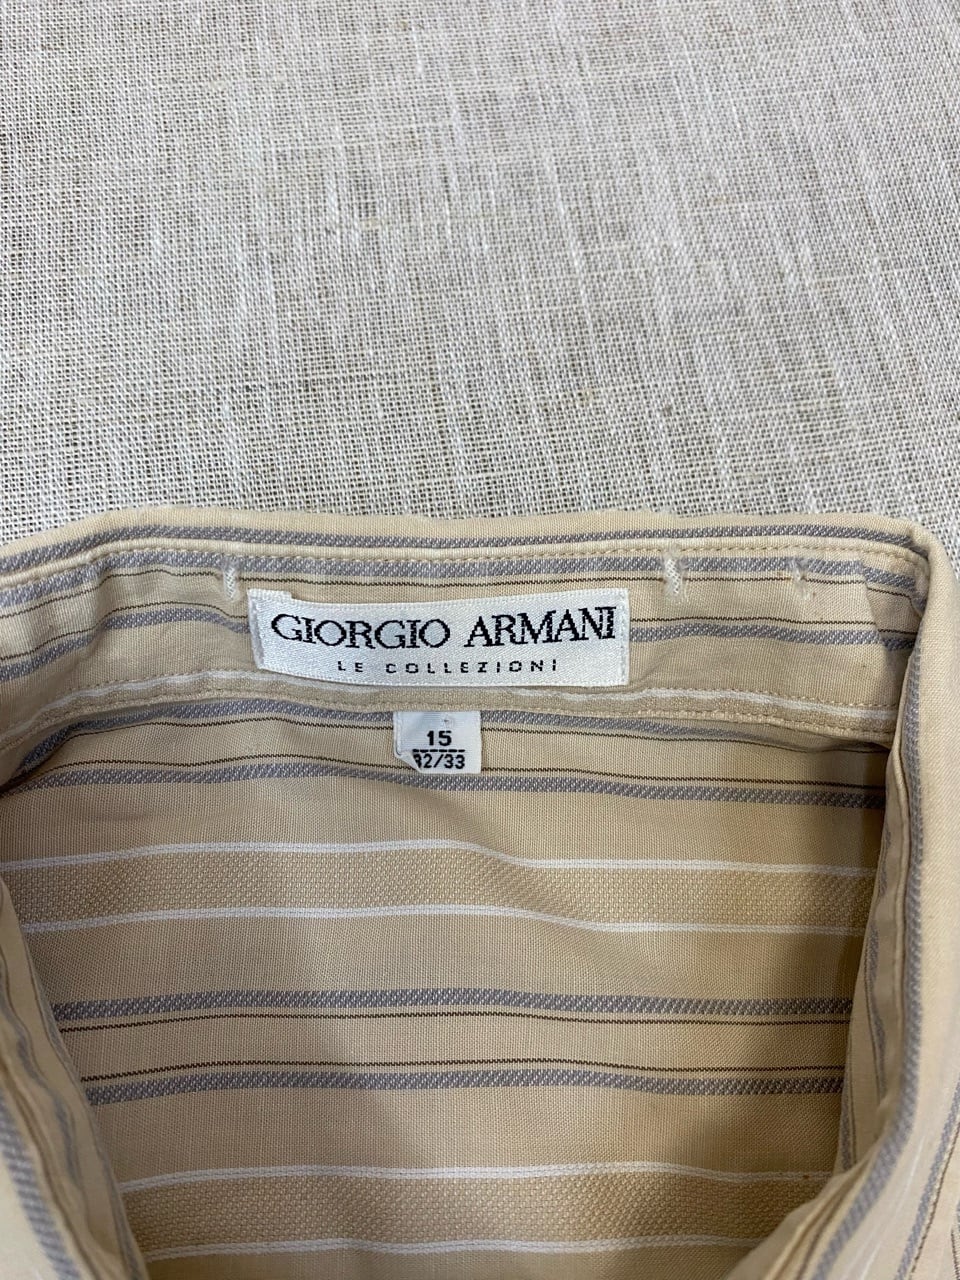 GIORGIO ARMANI
LE COLLEZIONI
15
32/33